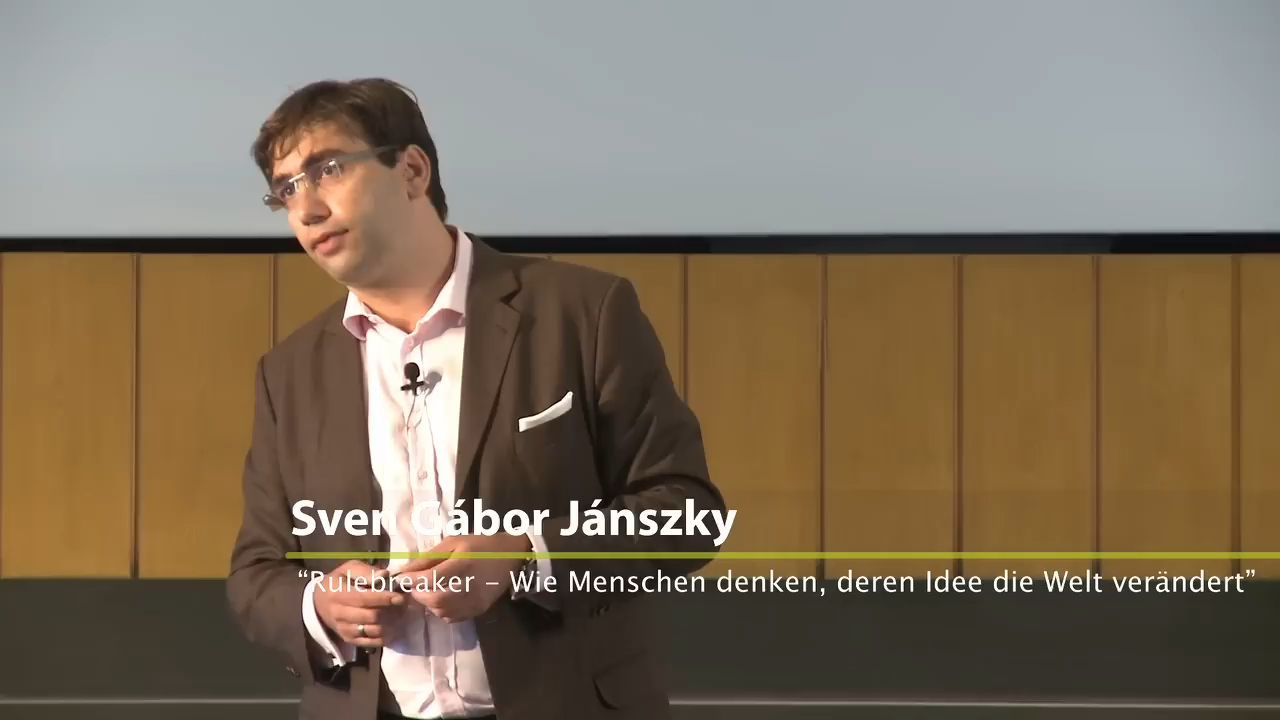 Sven Gábor Jánszky
“Rulebreaker – Wie Menschen denken, deren Idee die Welt verändert”